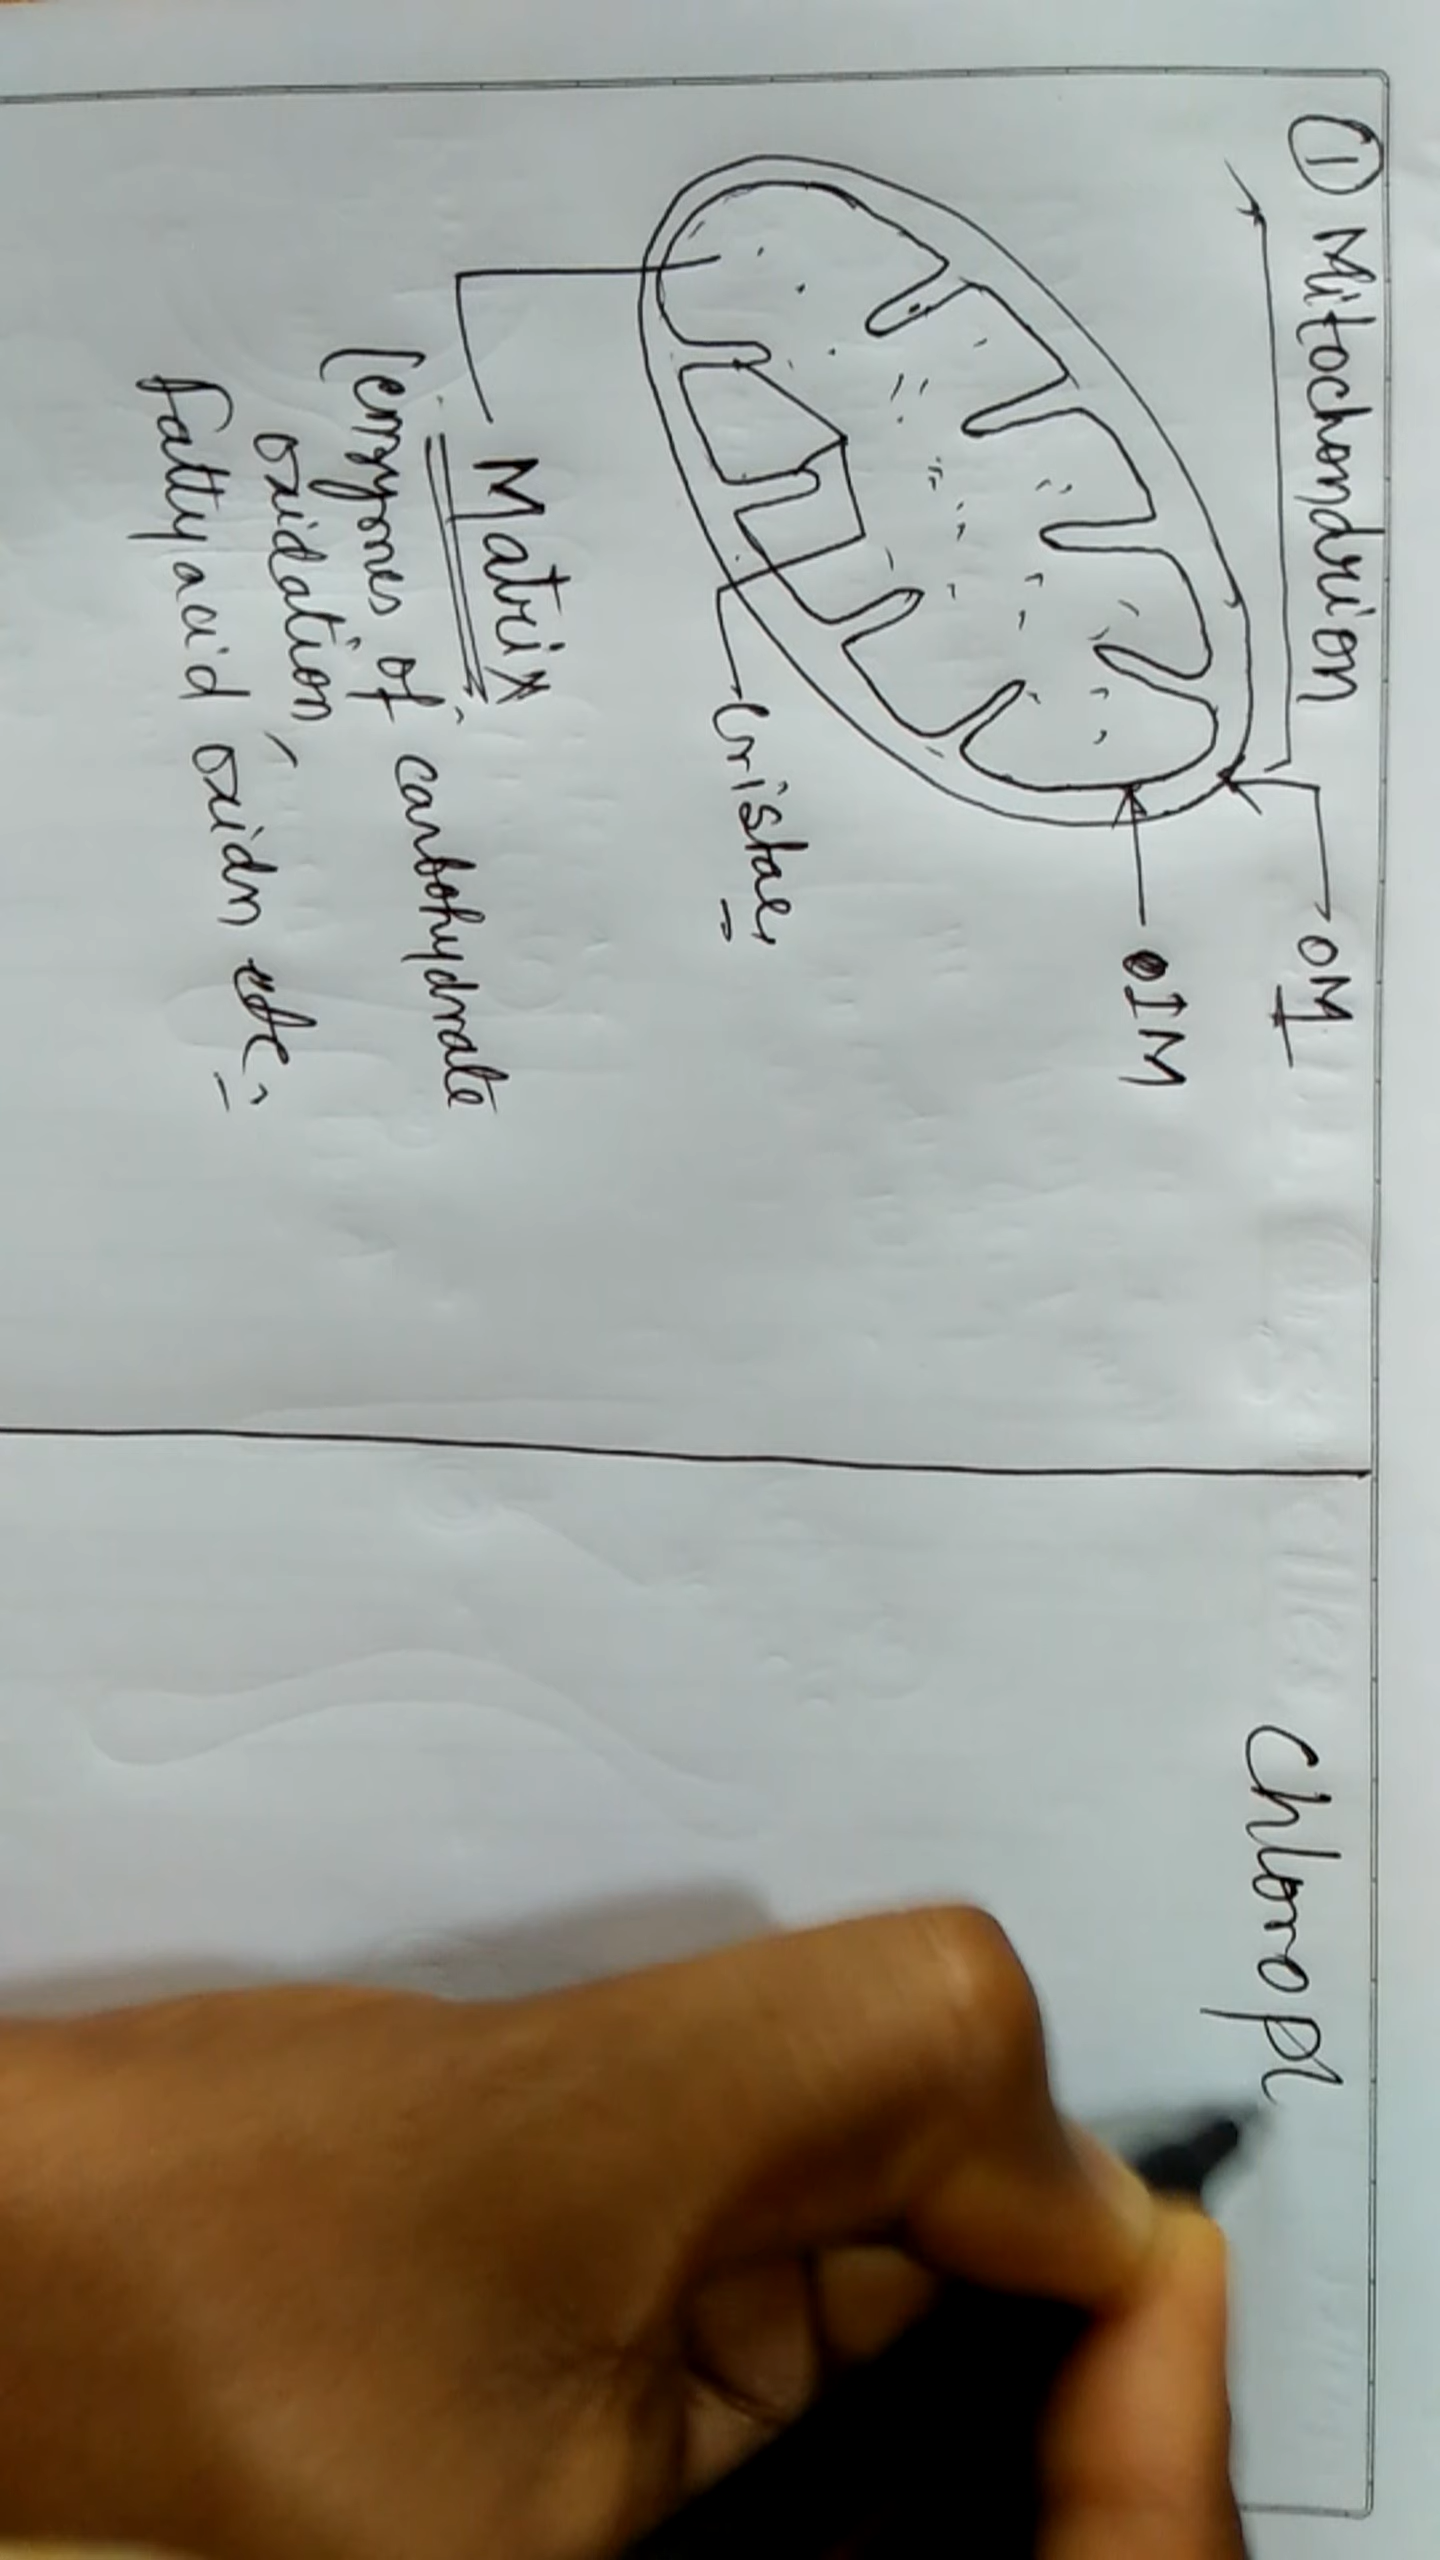 ① Mitochondrion
OM
IM
Cristae
Matrix
(enzymes of carbohydrate
oxidation,
fatty acid oxidn etc
Chloropl